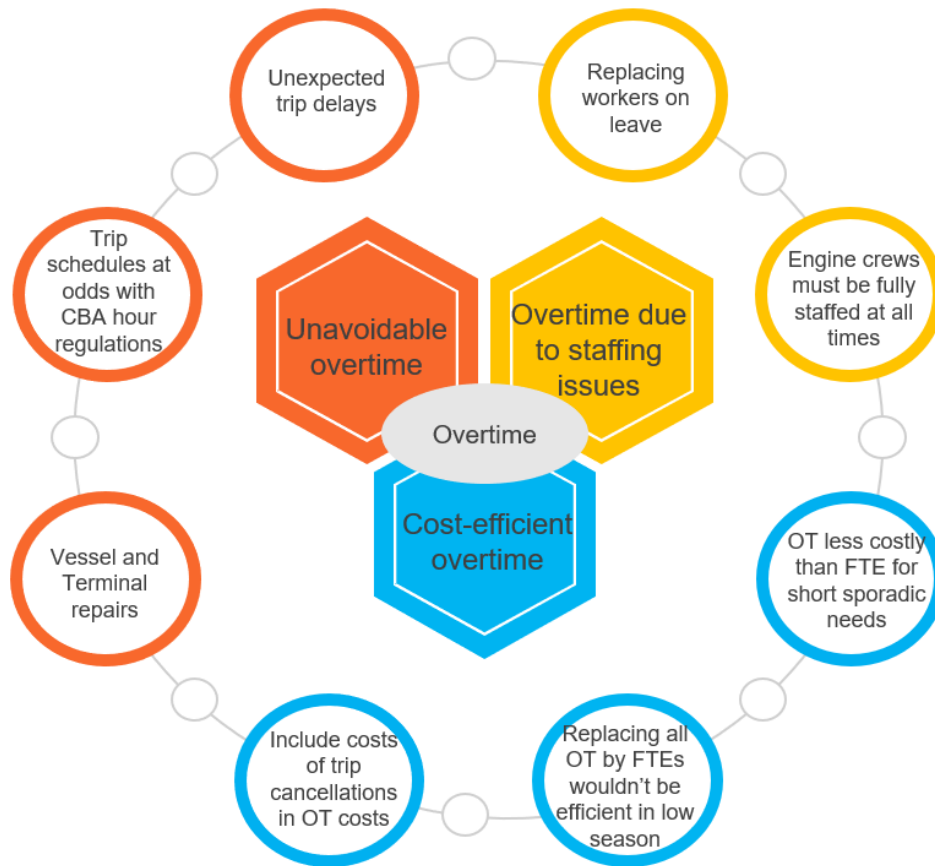 Unexpected
trip delays
Replacing
workers on
leave
Trip
schedules at
odds with
CBA hour
regulations
Unavoidable
overtime
Overtime due
to staffing
issues
Engine crews
must be fully
staffed at all
times
Overtime
Cost-efficient
overtime
Vessel and
Terminal
repairs
OT less costly
than FTE for
short sporadic
needs
Include costs
of trip
cancellations
in OT costs
Replacing all
OT by FTEs
wouldn’t be
efficient in low
season